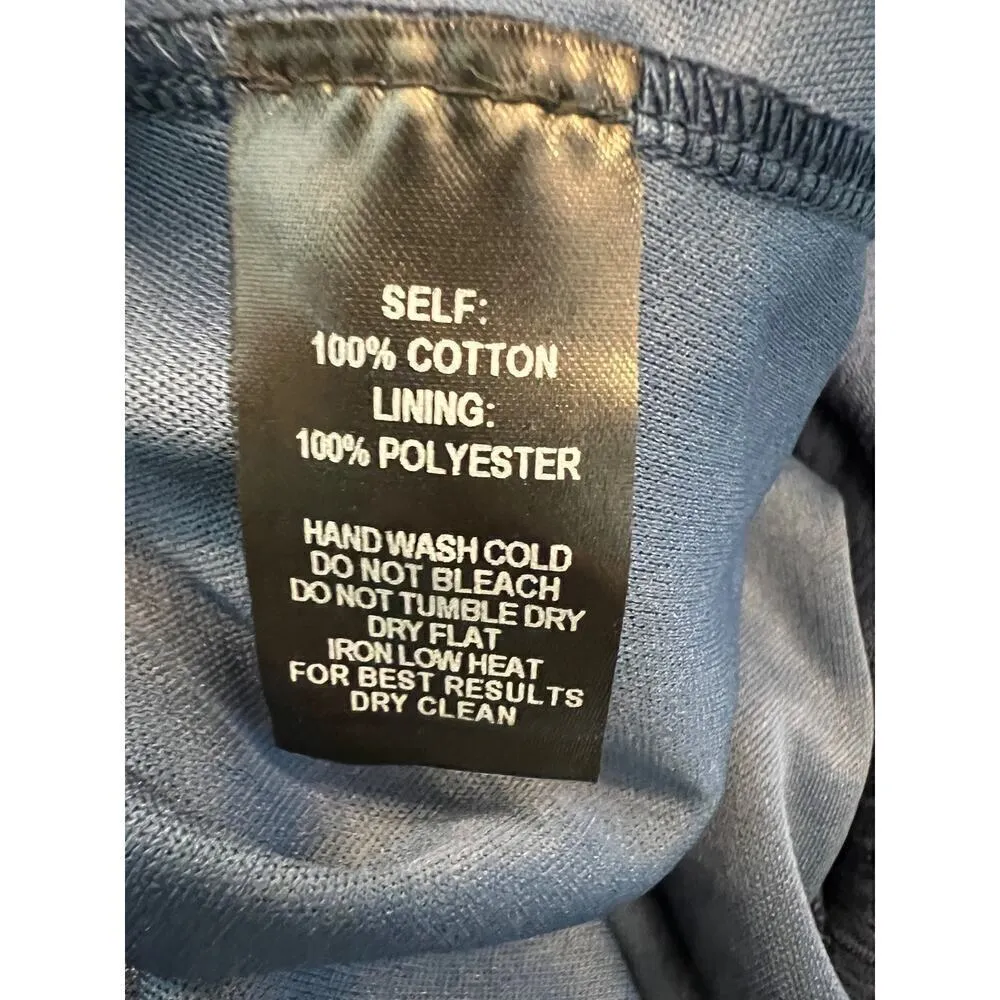 SELF:
100% COTTON
LINING:
100% POLYESTER
HAND WASH COLD
DO NOT BLEACH
DO NOT TUMBLE DRY
DRY FLAT
IRON LOW HEAT
FOR BEST RESULTS
DRY CLEAN